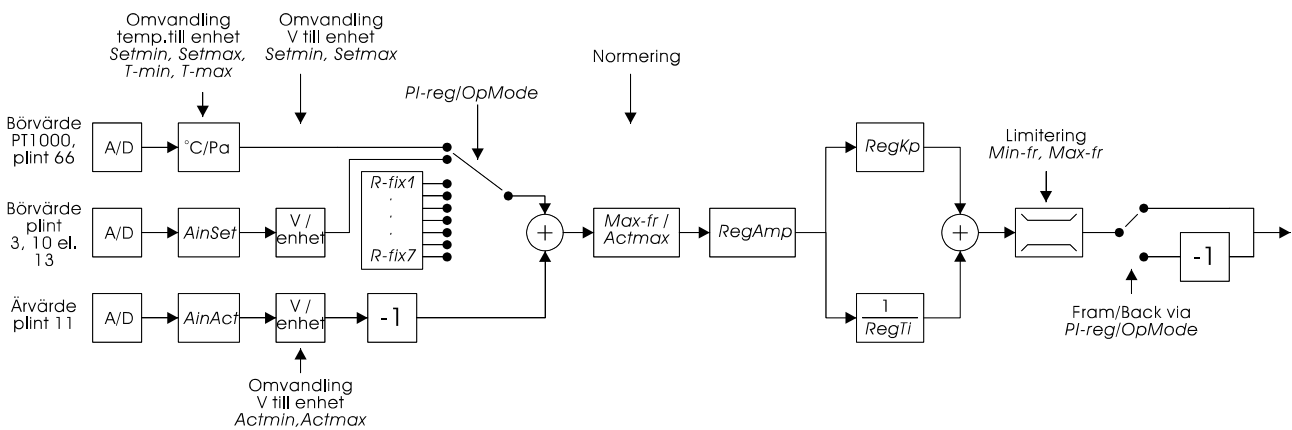 Omvandling
temp.till enhet
Setmin, Setmax,
T-min, T-max
Omvandling
V till enhet
Setmin, Setmax
Normering
PI-reg/OpMode
Börvärde
PT1000,
plint 66
A/D
°C/Pa
R-fix1
.
.
.
R-fix7
Börvärde
plint
3, 10 el.
13
A/D
AinSet
V /
enhet
+
Max-fr /
Actmax
RegAmp
RegKp
1
RegTi
+
Limitering
Min-fr, Max-fr
-1
Fram/Back via
PI-reg/OpMode
Ärvärde
plint 11
A/D
AinAct
V /
enhet
-1
Omvandling
V till enhet
Actmin,Actmax